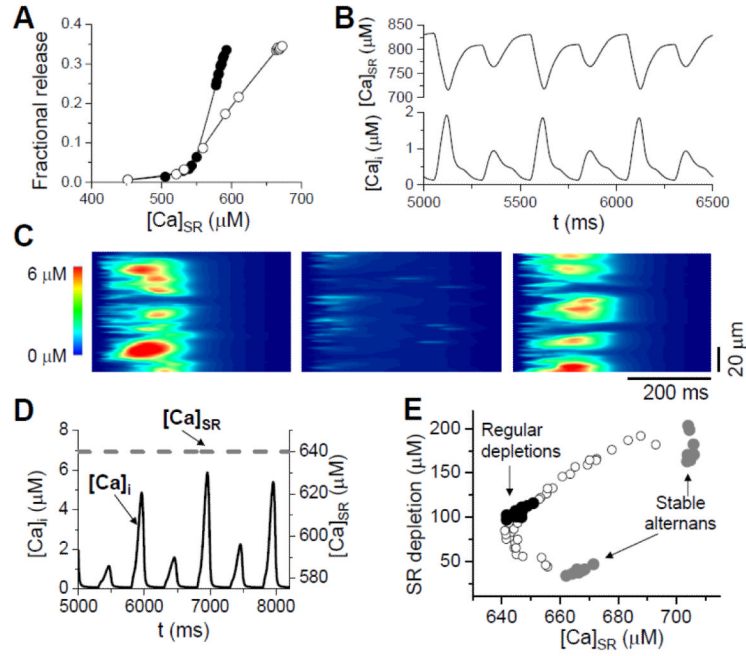 A
Fractional release
0.4
0.3
0.2
0.1
0.0
400 500 600 700
[Ca]SR (μM)
B
[Ca]SR (μM)
850
800
750
700
[Ca]i (μM)
2
1
0
5000 5500 6000 6500
t (ms)
C
6 μM
0 μM
20 μm
200 ms
D
[Ca]SR
[Ca]i
[Ca]i (μM)
8
6
4
2
0
5000 6000 7000 8000
t (ms)
640
620
600
580
[Ca]SR (μM)
E
SR depletion (μM)
200
150
100
50
Regular
depletions
Stable
alternans
640 660 680 700
[Ca]SR (μM)